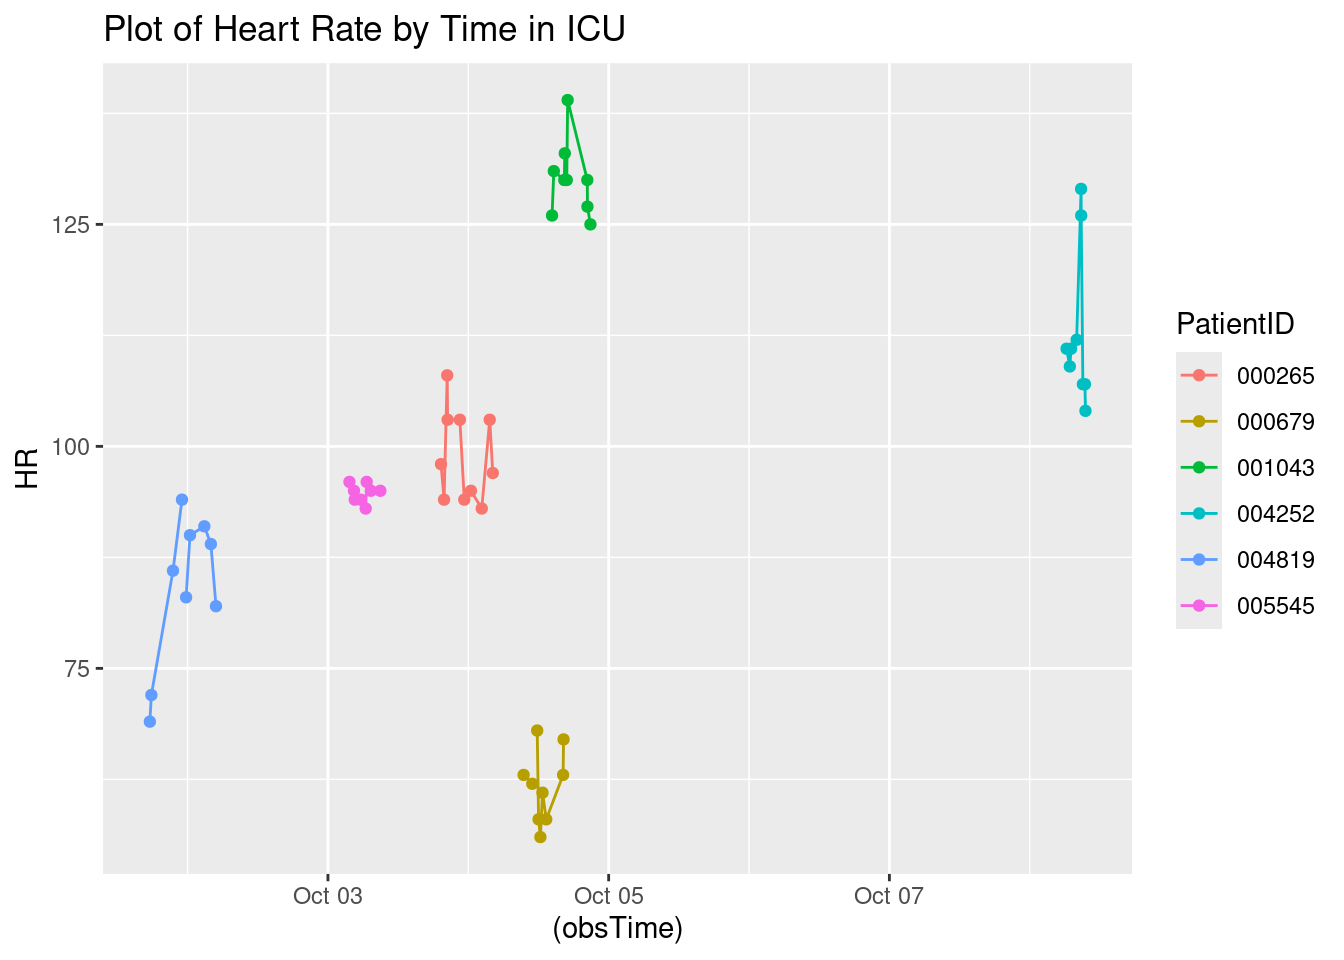 Plot of Heart Rate by Time in ICU
HR
125
100
75
Oct 03
Oct 05
Oct 07
(obsTime)
PatientID
000265
000679
001043
004252
004819
005545